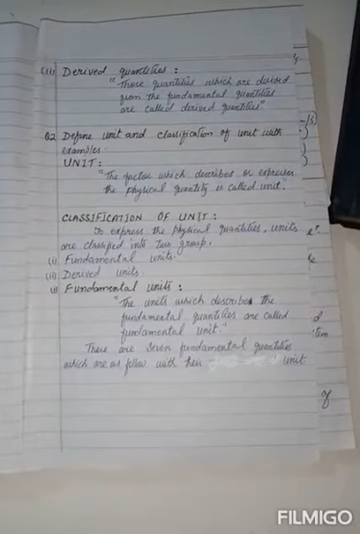 (ii) Derived quantities :
"Those quantities which are derived
from the fundamental quantities
are called derived quantities"
Q2 Define unit and classification of unit with
examples.
UNIT :
"The factor which describes or expresses
the physical quantity is called unit."
CLASSIFICATION OF UNIT :
To express the physical quantities, units
are classified into two group.
(i) Fundamental units.
(ii) Derived units.
(i) Fundamental units :
"The units which describes the
fundamental quantities are called
fundamental unit."
There are seven fundamental quantities
which are as follow with their unit
of
FILMIGO